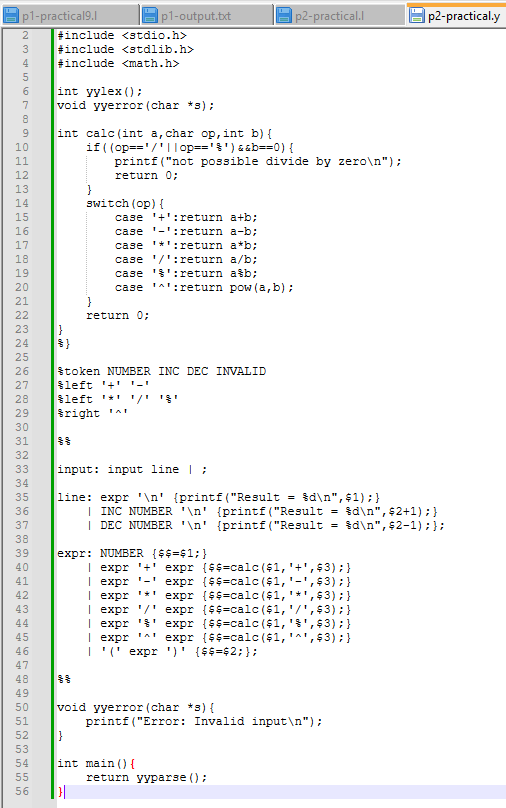 p1-practical9.l p1-output.txt p2-practical.l p2-practical.y
2 #include <stdio.h>
3 #include <stdlib.h>
4 #include <math.h>
5
6 int yylex();
7 void yyerror(char *s);
8
9 int calc(int a,char op,int b){
10     if((op=='/'||op=='%')&&b==0){
11         printf("not possible divide by zero\n");
12         return 0;
13     }
14     switch(op){
15         case '+':return a+b;
16         case '-':return a-b;
17         case '*':return a*b;
18         case '/':return a/b;
19         case '%':return a%b;
20         case '^':return pow(a,b);
21     }
22     return 0;
23 }
24 %}
25
26 %token NUMBER INC DEC INVALID
27 %left '+' '-'
28 %left '*' '/' '%'
29 %right '^'
30
31 %%
32
33 input: input line | ;
34
35 line: expr '\n' {printf("Result = %d\n",$1);}
36     | INC NUMBER '\n' {printf("Result = %d\n",$2+1);}
37     | DEC NUMBER '\n' {printf("Result = %d\n",$2-1);};
38
39 expr: NUMBER {$$=$1;}
40     | expr '+' expr {$$=calc($1,'+',$3);}
41     | expr '-' expr {$$=calc($1,'-',$3);}
42     | expr '*' expr {$$=calc($1,'*',$3);}
43     | expr '/' expr {$$=calc($1,'/',$3);}
44     | expr '%' expr {$$=calc($1,'%',$3);}
45     | expr '^' expr {$$=calc($1,'^',$3);}
46     | '(' expr ')' {$$=$2;};
47
48 %%
49
50 void yyerror(char *s){
51     printf("Error: Invalid input\n");
52 }
53
54 int main(){
55     return yyparse();
56 }